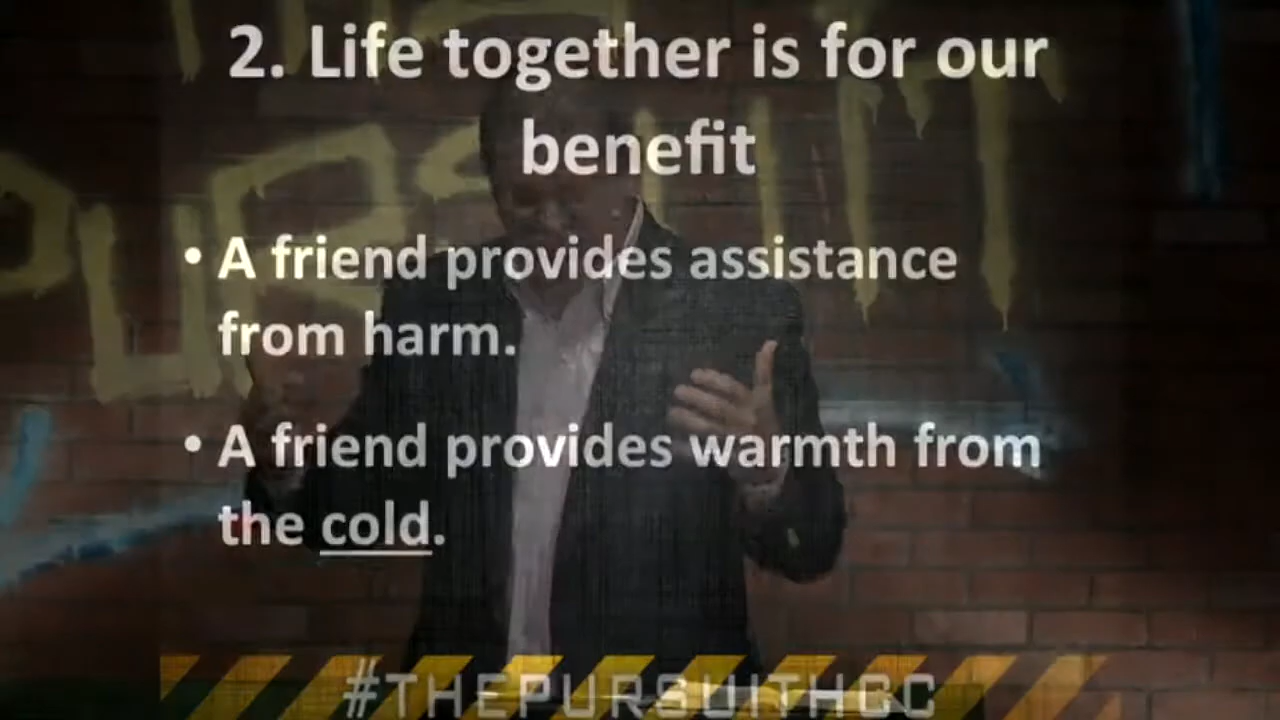 2. Life together is for our
benefit
• A friend provides assistance
from harm.
• A friend provides warmth from
the cold.
PURSUIT
#THEPURSUITHCC